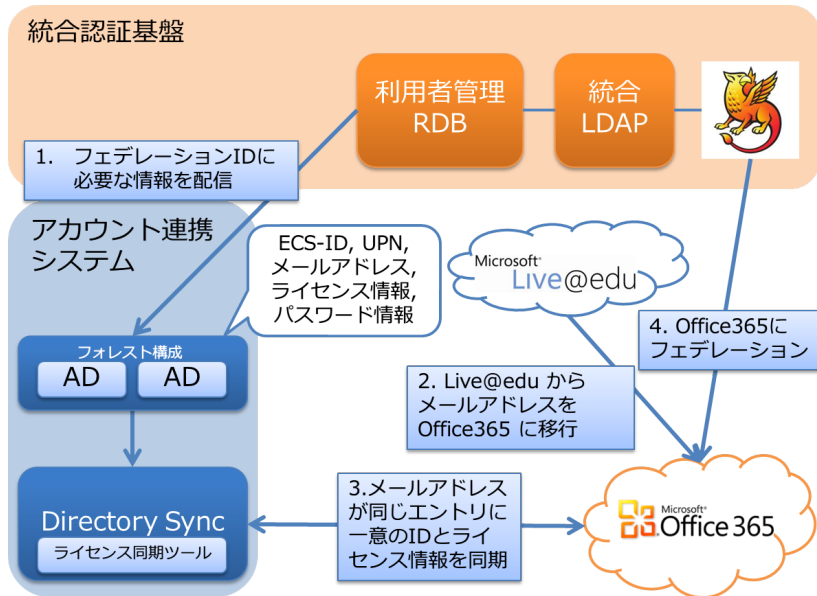 統合認証基盤
利用者管理
RDB
統合
LDAP
1. フェデレーションIDに
必要な情報を配信
アカウント連携
システム
ECS-ID, UPN,
メールアドレス,
ライセンス情報,
パスワード情報
Microsoft®
Live@edu
4. Office365に
フェデレーション
フォレスト構成
AD
AD
2. Live@edu から
メールアドレスを
Office365 に移行
Directory Sync
ライセンス同期ツール
3.メールアドレス
が同じエントリに
一意のIDとライ
センス情報を同期
Microsoft®
Office 365